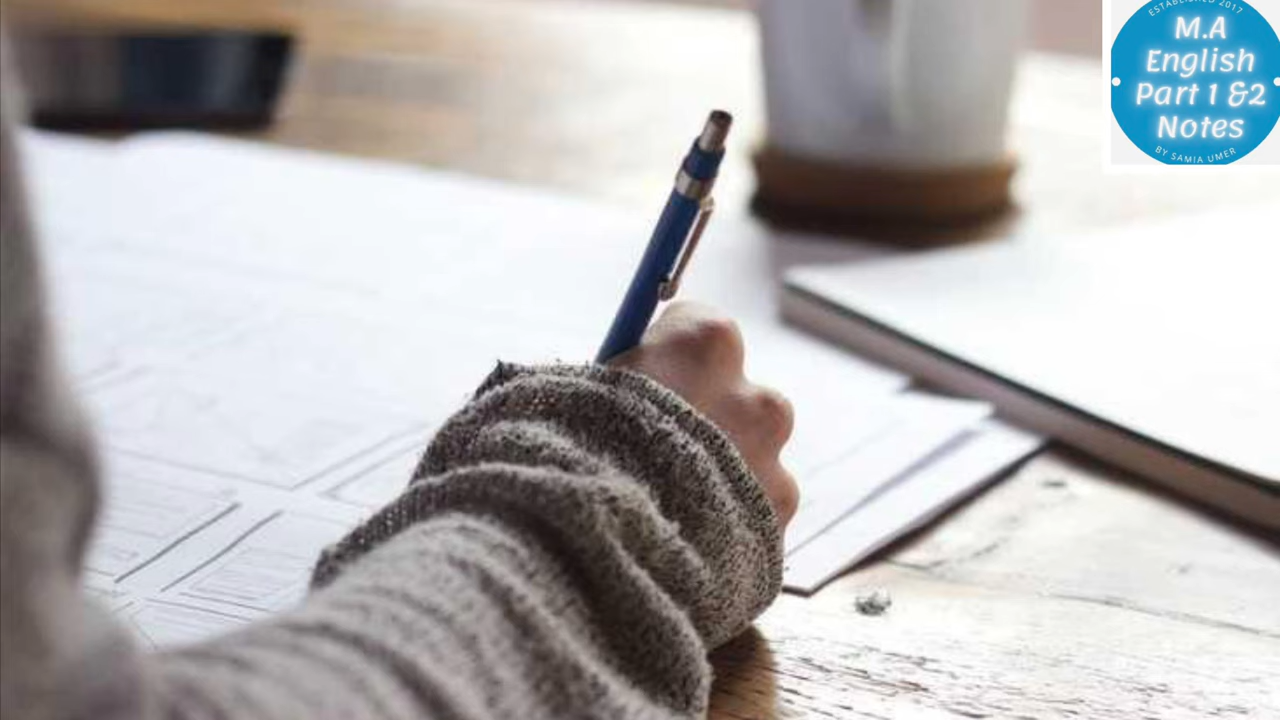 ESTABLISHED 2017
M.A
English
Part 1 &2
Notes
BY SAMIA UMER